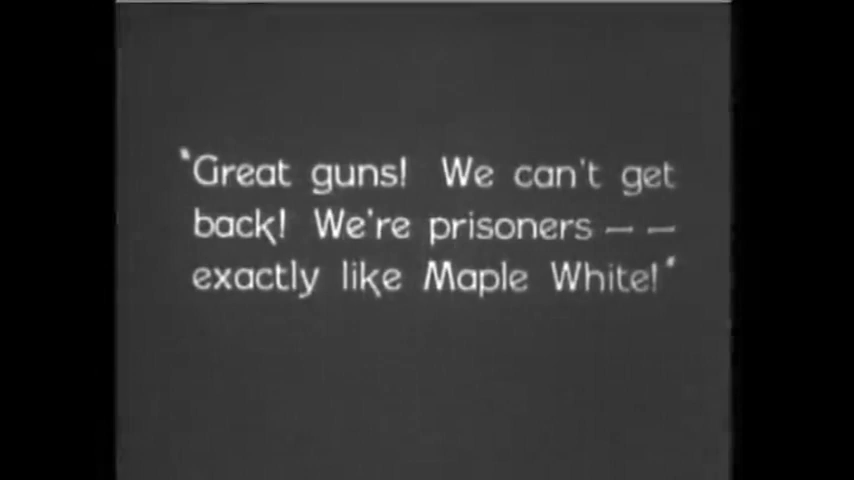 "Great guns! We can't get
back! We're prisoners — —
exactly like Maple White!"